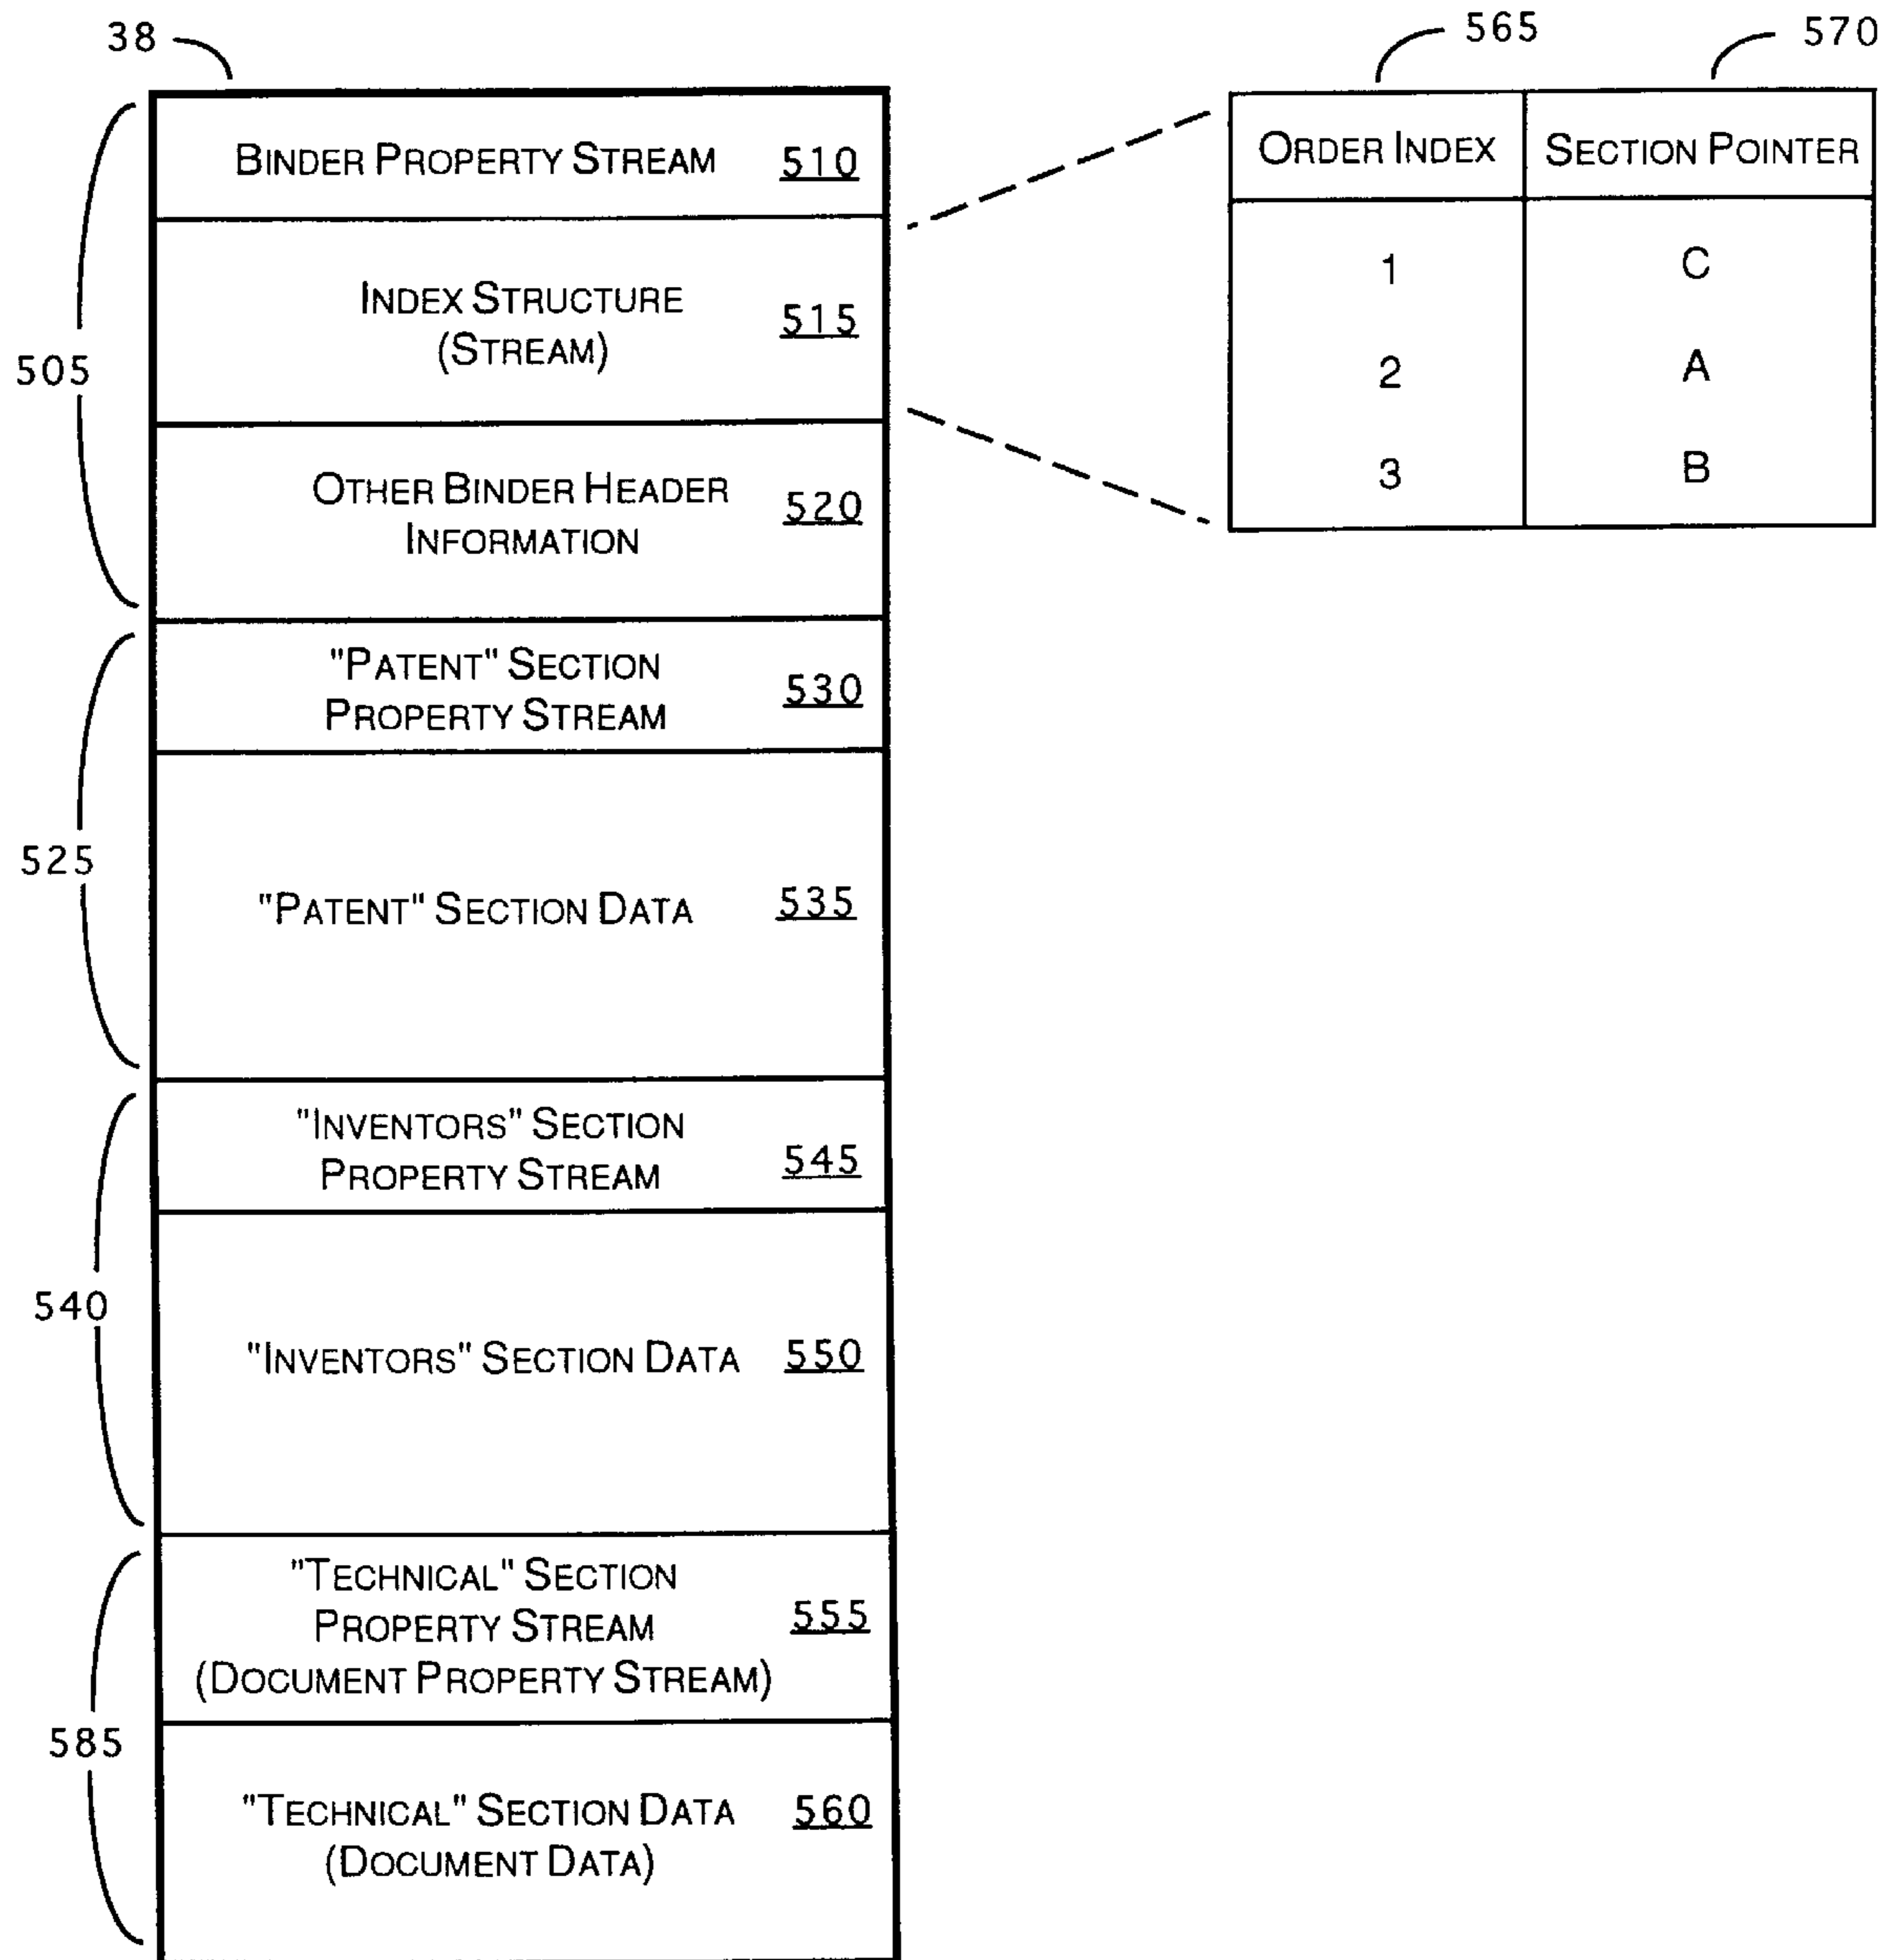 38
565
570
BINDER PROPERTY STREAM 510
INDEX STRUCTURE
(STREAM) 515
OTHER BINDER HEADER
INFORMATION 520
505
ORDER INDEX SECTION POINTER
1 C
2 A
3 B
"PATENT" SECTION
PROPERTY STREAM 530
"PATENT" SECTION DATA 535
525
"INVENTORS" SECTION
PROPERTY STREAM 545
"INVENTORS" SECTION DATA 550
540
"TECHNICAL" SECTION
PROPERTY STREAM 555
(DOCUMENT PROPERTY STREAM)
"TECHNICAL" SECTION DATA 560
(DOCUMENT DATA)
585